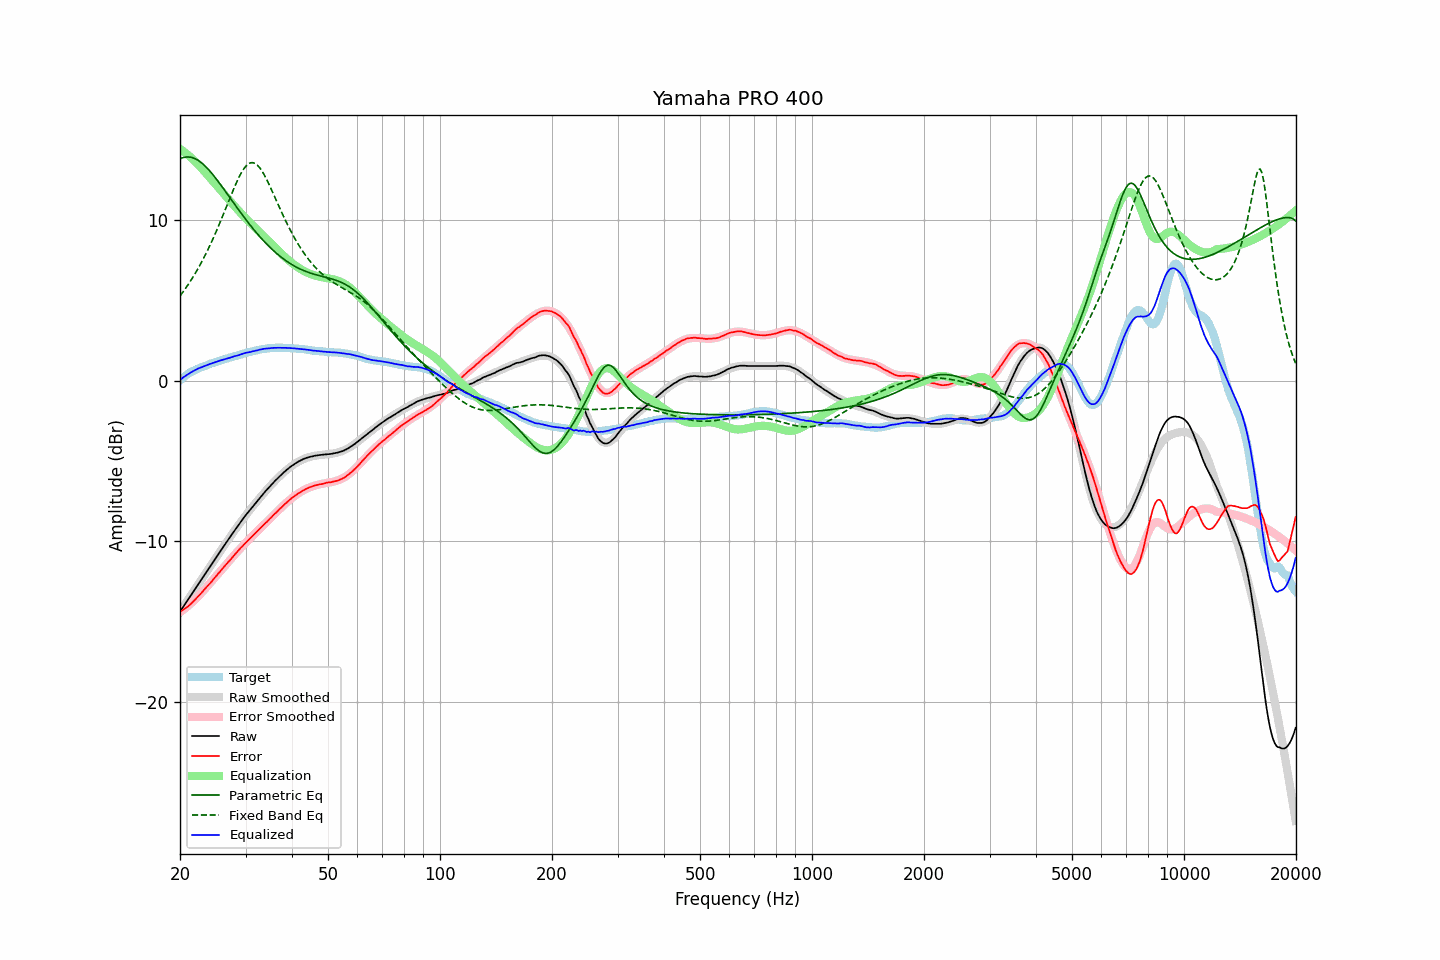 Yamaha PRO 400
Amplitude (dBr)
10
0
−10
−20
Target
Raw Smoothed
Error Smoothed
Raw
Error
Equalization
Parametric Eq
Fixed Band Eq
Equalized
20 50 100 200 500 1000 2000 5000 10000 20000
Frequency (Hz)